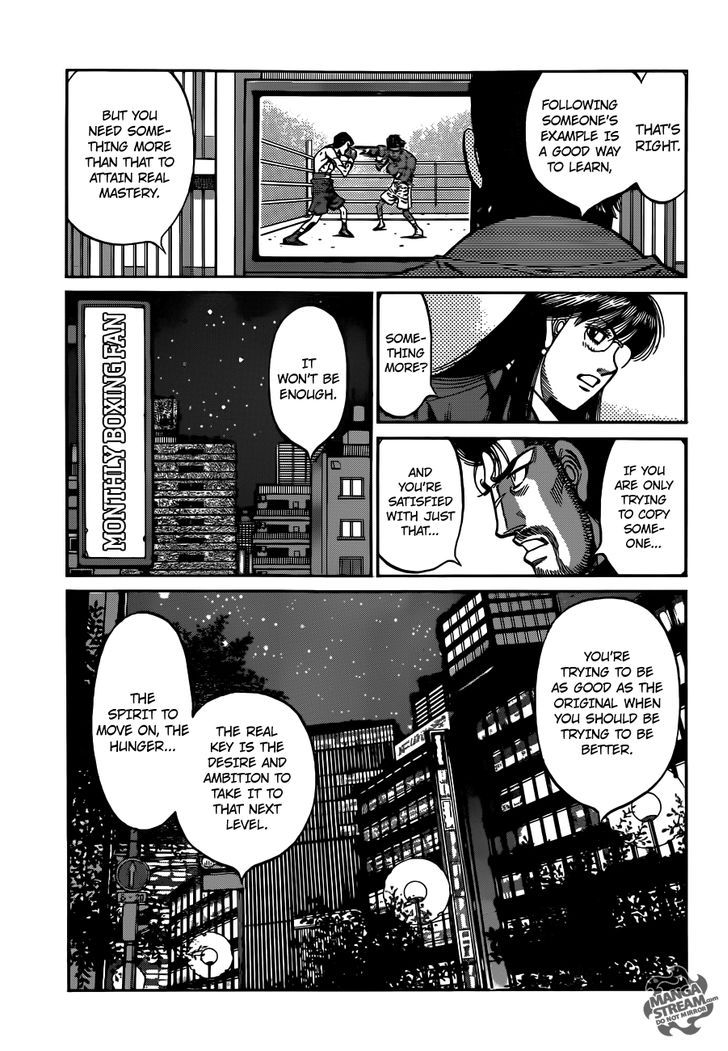 THAT'S
RIGHT.
FOLLOWING
SOMEONE'S
EXAMPLE IS
A GOOD WAY
TO LEARN,
BUT YOU
NEED SOME-
THING MORE
THAN THAT TO
ATTAIN REAL
MASTERY.
SOME-
THING
MORE?
IF YOU
ARE ONLY
TRYING
TO COPY
SOME-
ONE...
AND
YOU'RE
SATISFIED
WITH JUST
THAT...
IT
WON'T BE
ENOUGH.
MONTHLY BOXING FAN
YOU'RE
TRYING TO BE
AS GOOD AS THE
ORIGINAL WHEN
YOU SHOULD BE
TRYING TO BE
BETTER.
THE
SPIRIT TO
MOVE ON, THE
HUNGER...
THE REAL
KEY IS THE
DESIRE AND
AMBITION TO
TAKE IT TO
THAT NEXT
LEVEL.
MANGA
STREAM.com
DO NOT MIRROR!